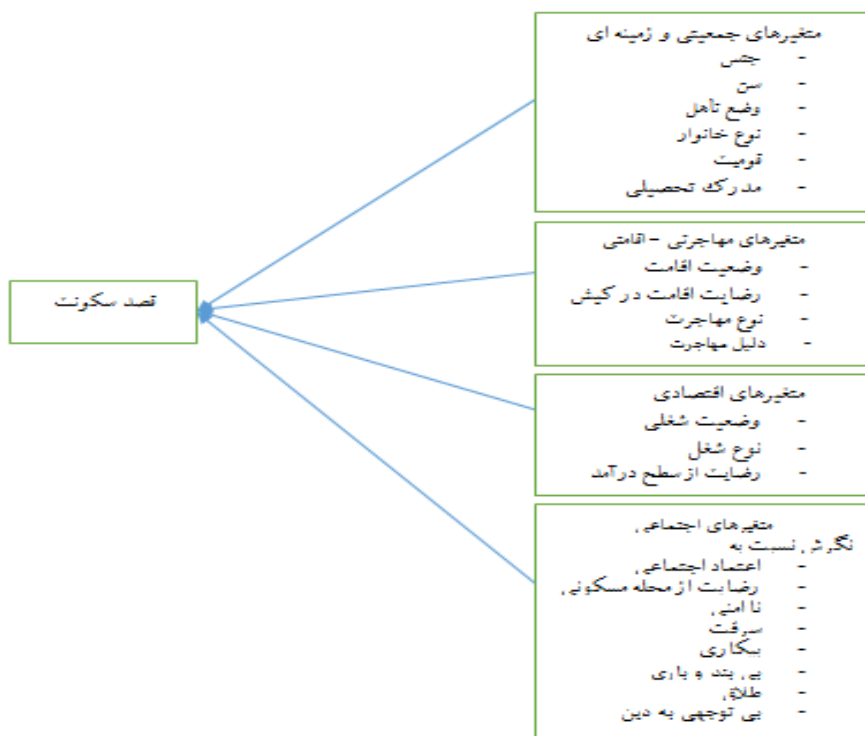 متغیرهای جمعیتی و زمینه ای
- جنس
- سن
- وضع تأهل
- نوع خانوار
- قومیت
- مدرک تحصیلی
متغیرهای مهاجرتی – اقامتی
- وضعیت اقامت
- رضایت اقامت در کیش
- نوع مهاجرت
- دلیل مهاجرت
قصد سکونت
متغیرهای اقتصادی
- وضعیت شغلی
- نوع شغل
- رضایت از سطح درآمد
متغیرهای اجتماعی
نگرش نسبت به
- اعتماد اجتماعی
- رضایت از محله مسکونی
- نا امنی
- سرقت
- بیکاری
- بی بند و باری
- طلاق
- بی توجهی به دین